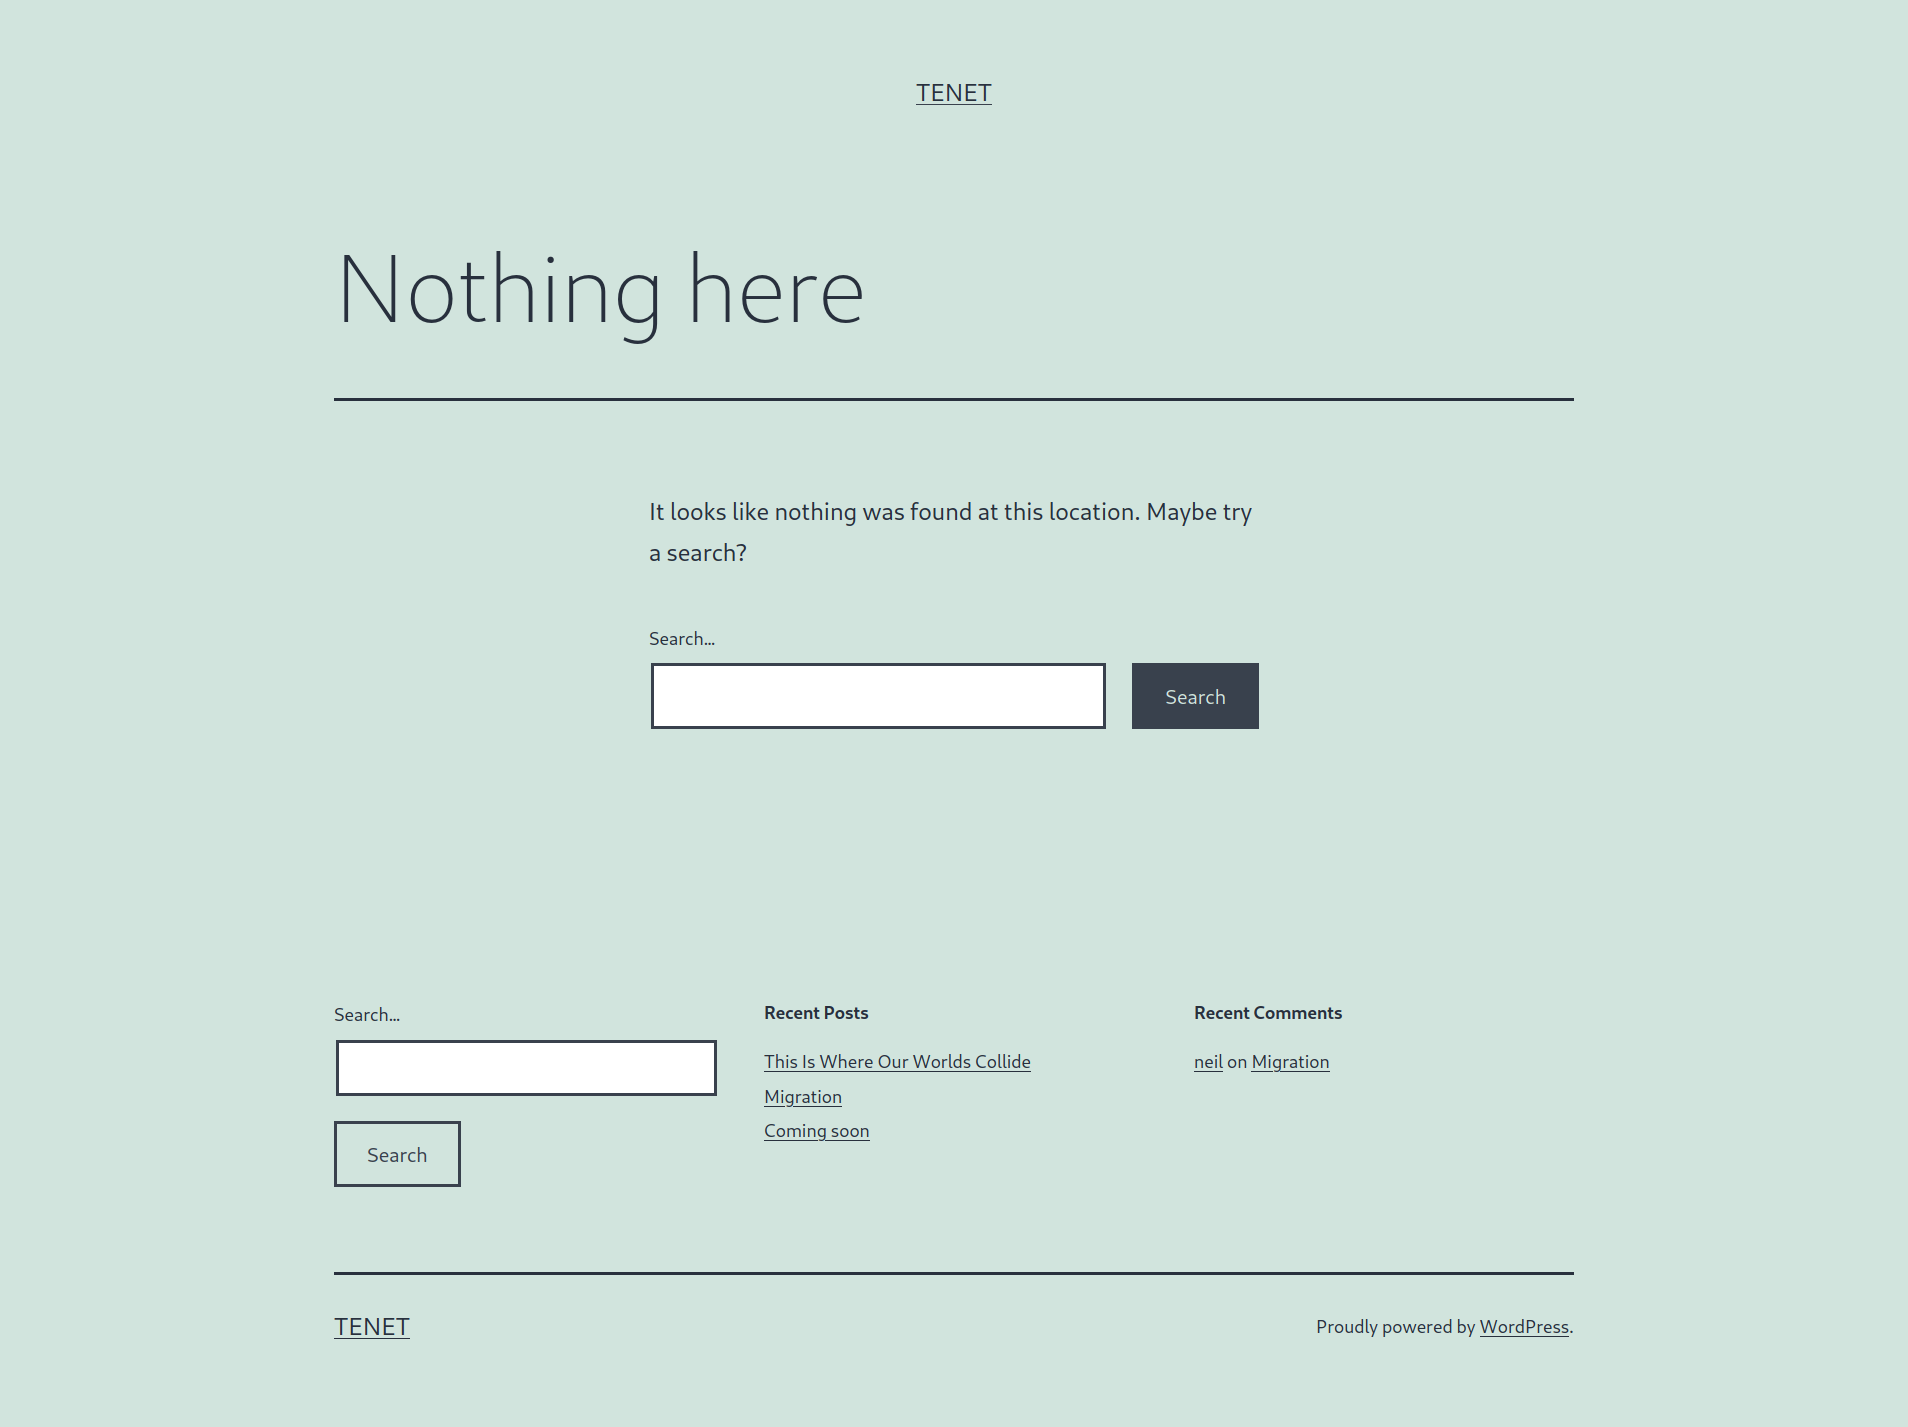 TENET
Nothing here
It looks like nothing was found at this location. Maybe try
a search?
Search…
Search
Search…
Search
Recent Posts
This Is Where Our Worlds Collide
Migration
Coming soon
Recent Comments
neil on Migration
TENET
Proudly powered by WordPress.